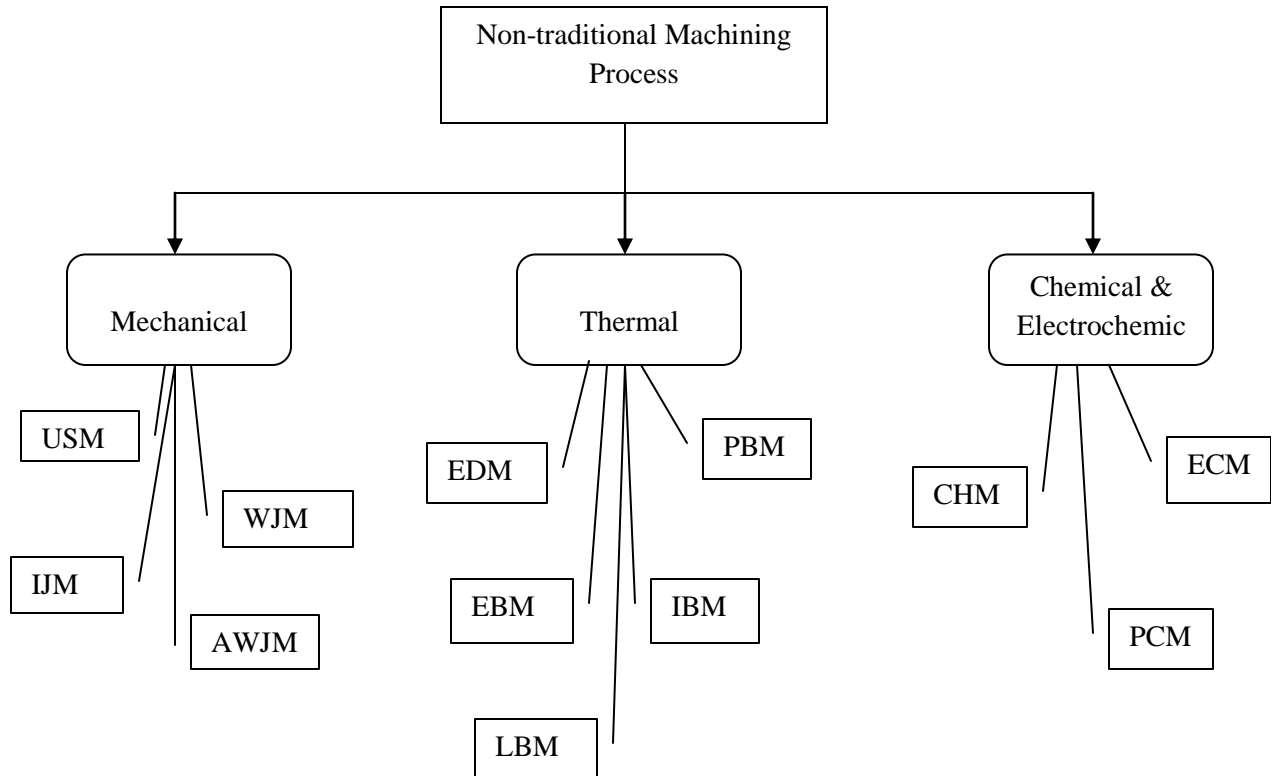 Non-traditional Machining
Process
Mechanical
Thermal
Chemical &
Electrochemic
USM
WJM
IJM
AWJM
EDM
PBM
EBM
IBM
LBM
CHM
ECM
PCM